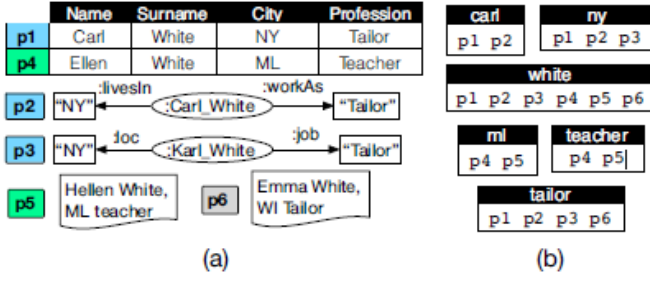 Name Surname City Profession
p1 Carl White NY Tailor
p4 Ellen White ML Teacher
:livesIn :workAs
p2 "NY" :Carl_White "Tailor"
:loc :job
p3 "NY" :Karl_White "Tailor"
p5 Hellen White,
ML teacher
p6 Emma White,
WI Tailor
(a)
carl
p1 p2
ny
p1 p2 p3
white
p1 p2 p3 p4 p5 p6
ml
p4 p5
teacher
p4 p5
tailor
p1 p2 p3 p6
(b)